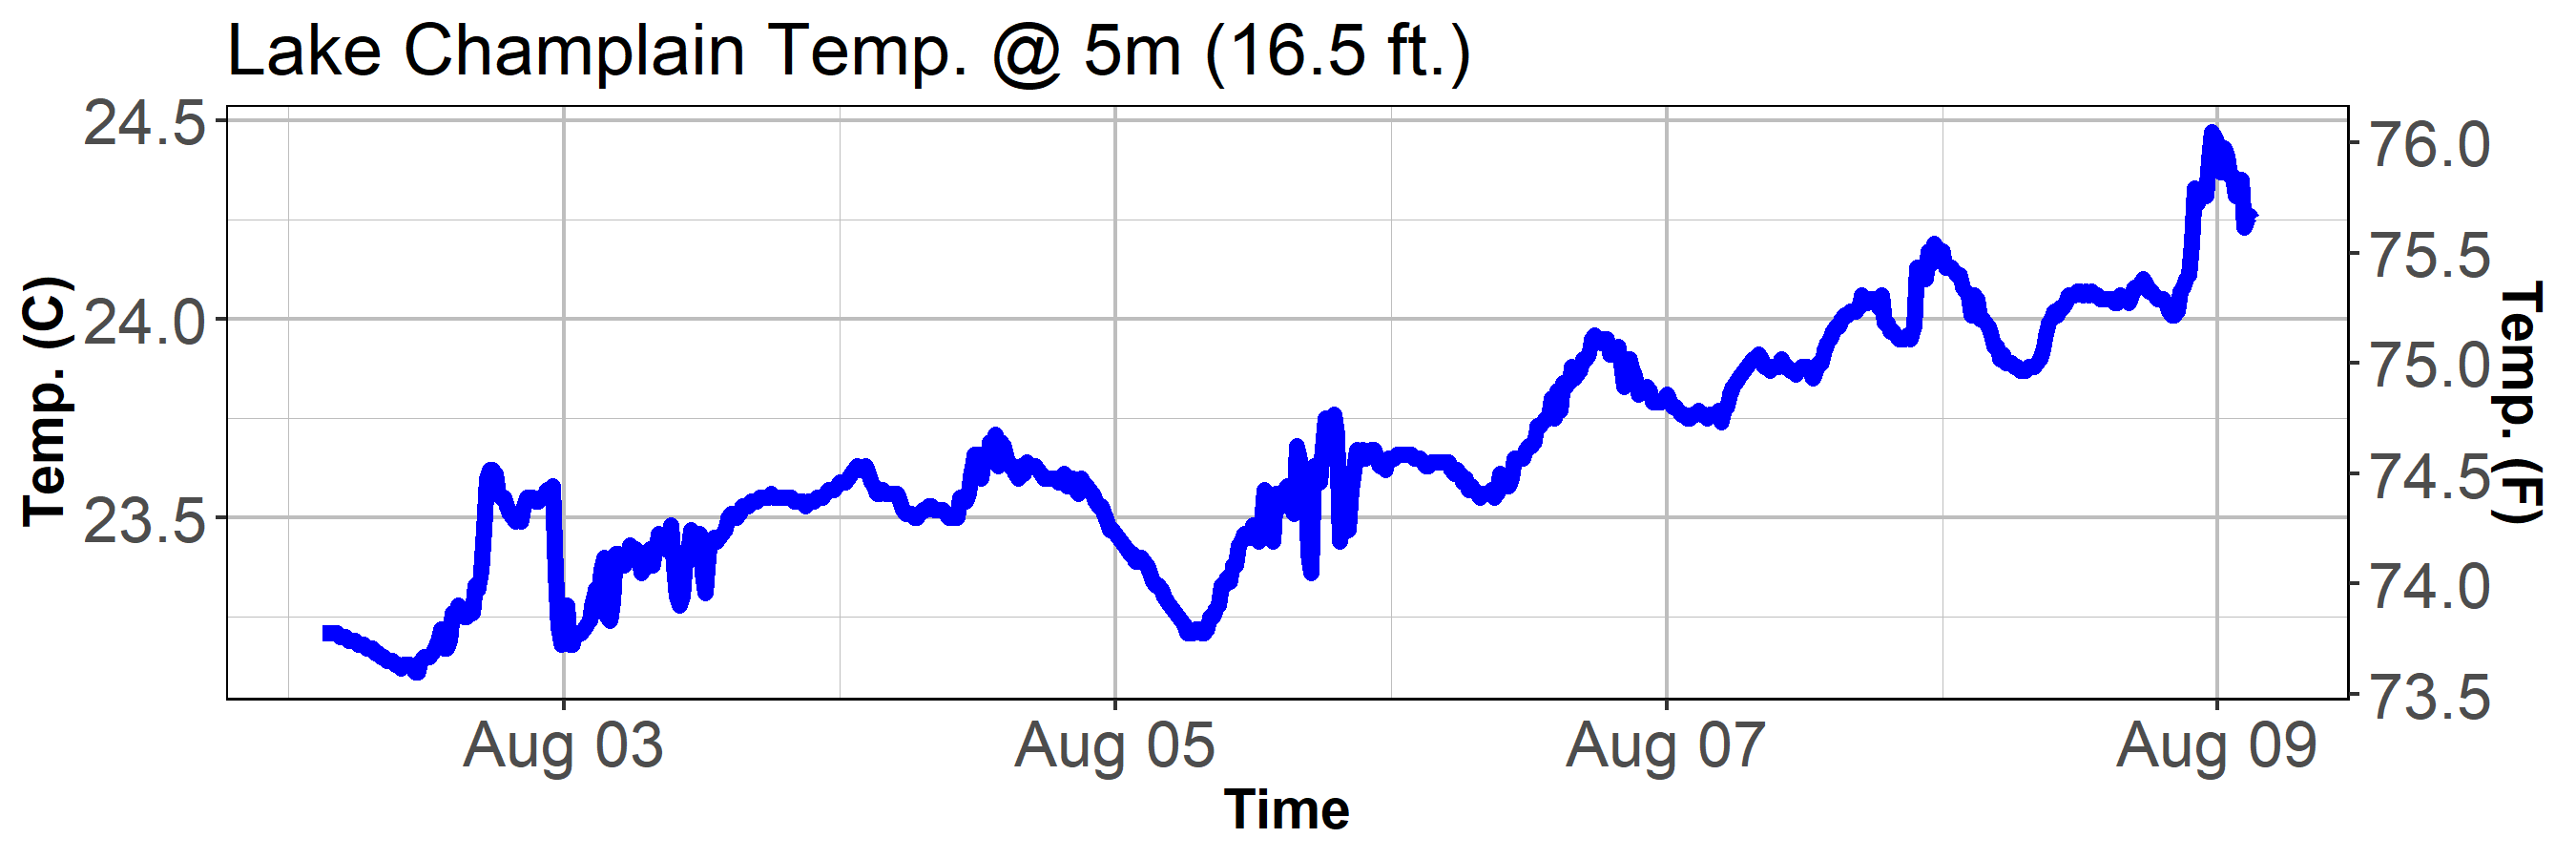 Lake Champlain Temp. @ 5m (16.5 ft.)
24.5
24.0
23.5
Temp. (C)
76.0
75.5
75.0
74.5
74.0
73.5
Temp. (F)
Aug 03 Aug 05 Aug 07 Aug 09
Time